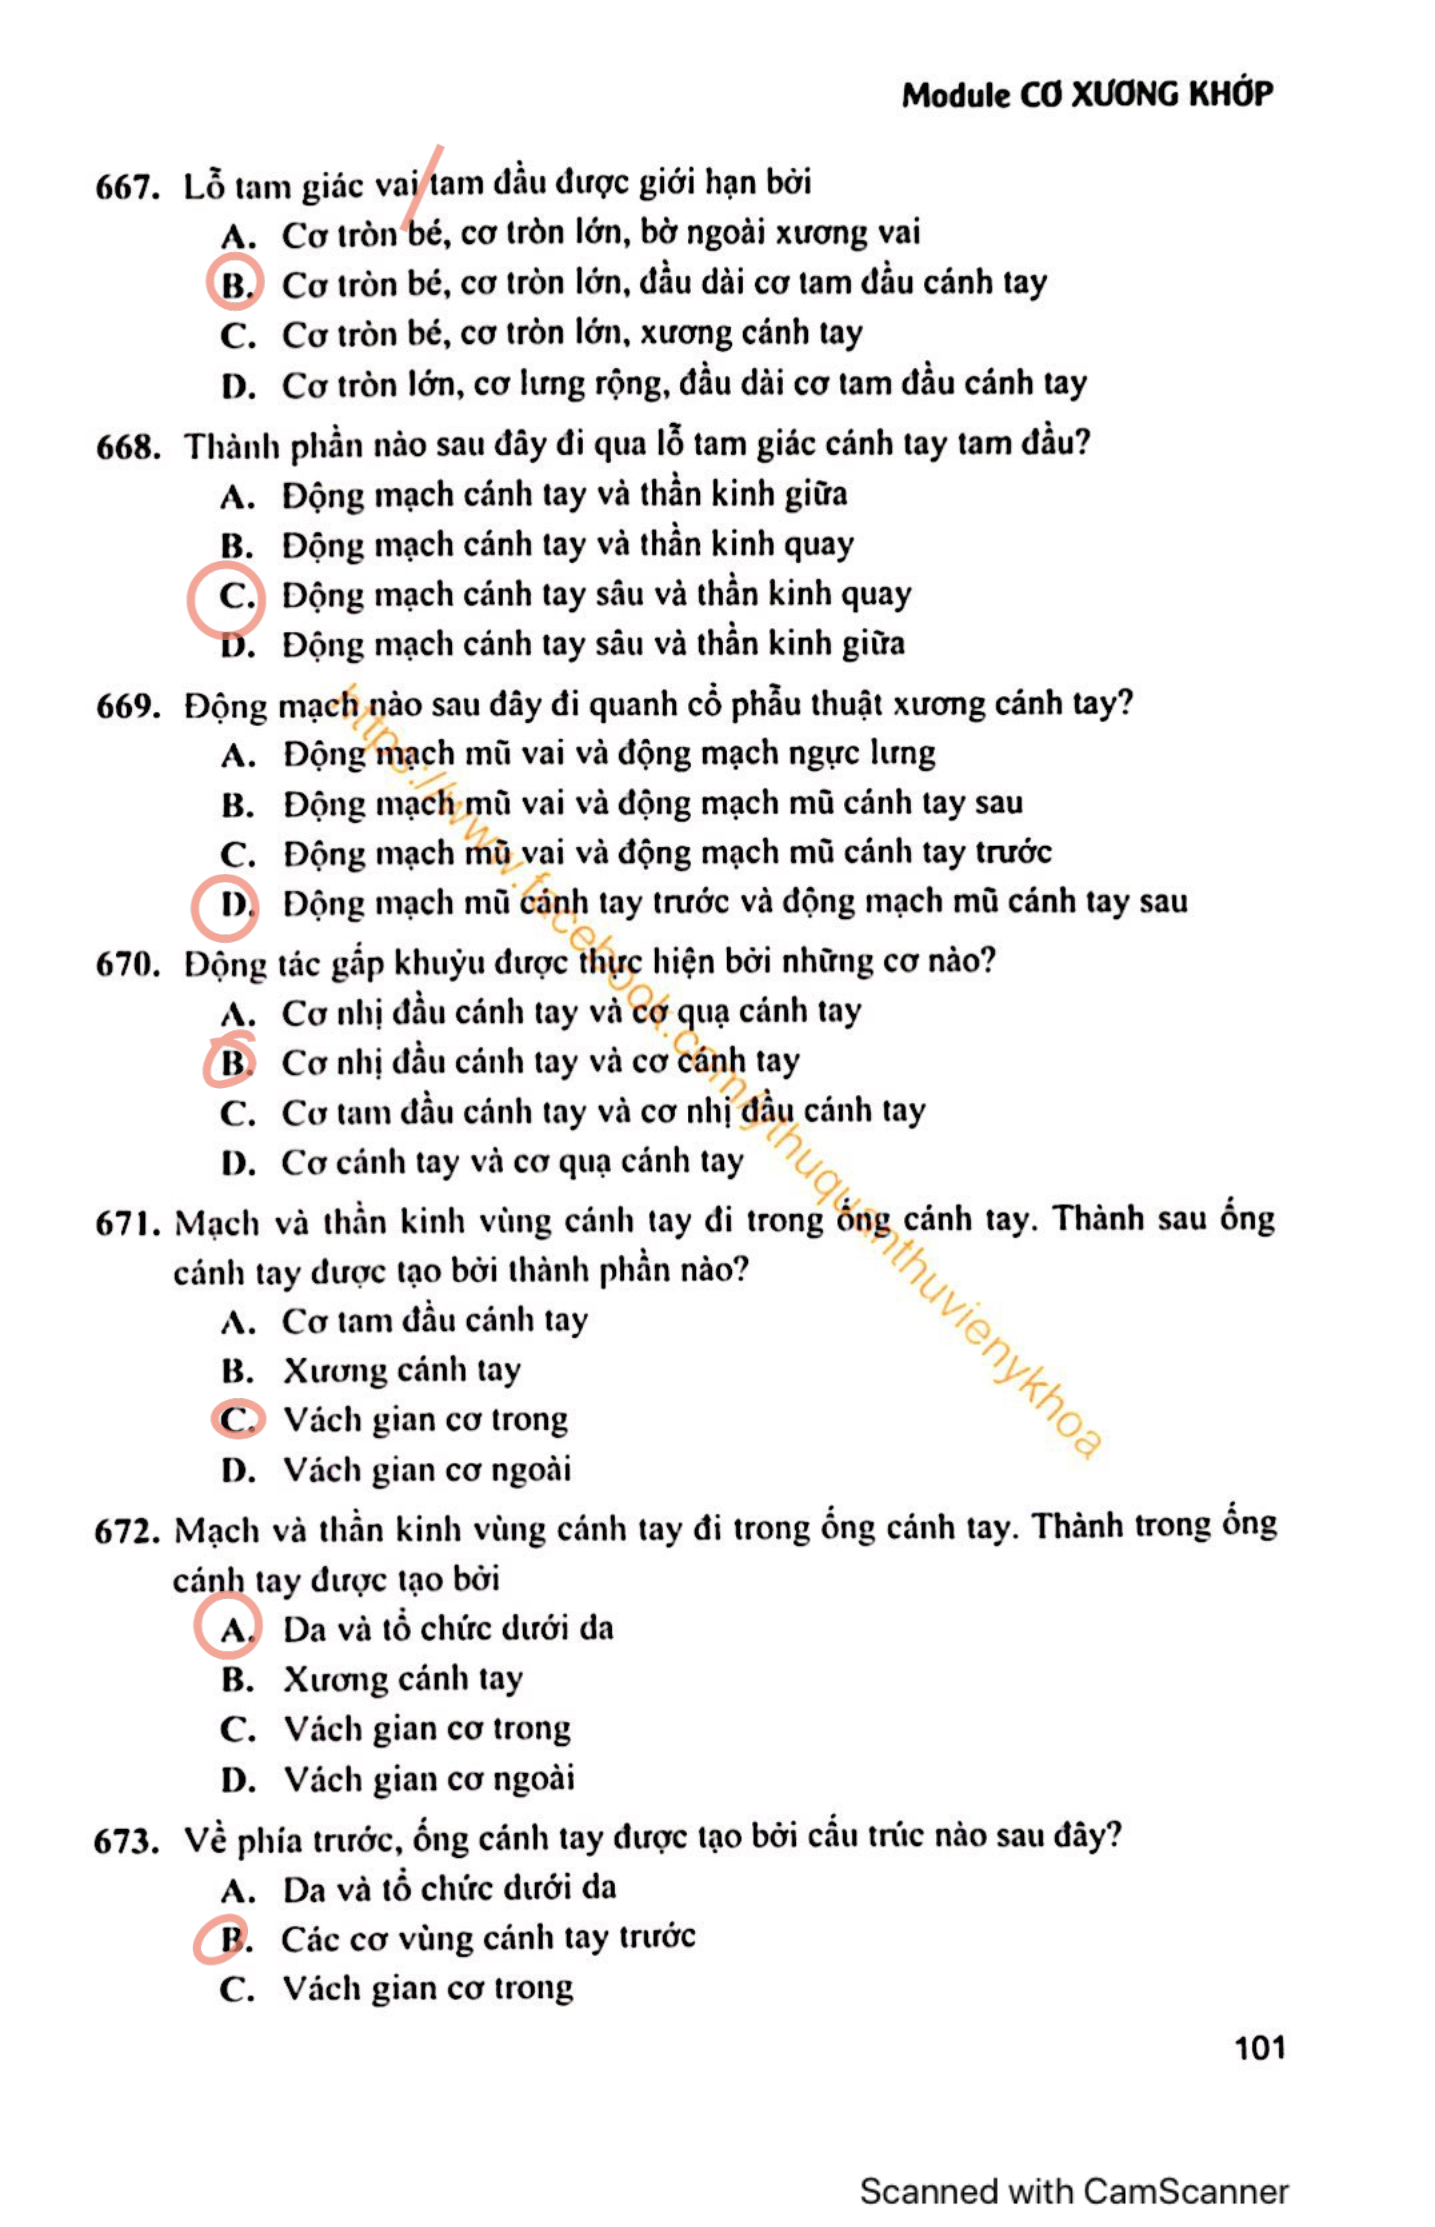 Module CƠ XƯƠNG KHỚP
667. Lỗ tam giác vai tam đầu được giới hạn bởi
A. Cơ tròn bé, cơ tròn lớn, bờ ngoài xương vai
B. Cơ tròn bé, cơ tròn lớn, đầu dài cơ tam đầu cánh tay
C. Cơ tròn bé, cơ tròn lớn, xương cánh tay
D. Cơ tròn lớn, cơ lưng rộng, đầu dài cơ tam đầu cánh tay
668. Thành phần nào sau đây đi qua lỗ tam giác cánh tay tam đầu?
A. Động mạch cánh tay và thần kinh giữa
B. Động mạch cánh tay và thần kinh quay
C. Động mạch cánh tay sâu và thần kinh quay
D. Động mạch cánh tay sâu và thần kinh giữa
669. Động mạch nào sau đây đi quanh cổ phẫu thuật xương cánh tay?
A. Động mạch mũ vai và động mạch ngực lưng
B. Động mạch mũ vai và động mạch mũ cánh tay sau
C. Động mạch mũ vai và động mạch mũ cánh tay trước
D. Động mạch mũ cánh tay trước và động mạch mũ cánh tay sau
670. Động tác gấp khuỷu được thực hiện bởi những cơ nào?
A. Cơ nhị đầu cánh tay và cơ quạ cánh tay
B. Cơ nhị đầu cánh tay và cơ cánh tay
C. Cơ tam đầu cánh tay và cơ nhị đầu cánh tay
D. Cơ cánh tay và cơ quạ cánh tay
671. Mạch và thần kinh vùng cánh tay đi trong ống cánh tay. Thành sau ống
cánh tay được tạo bởi thành phần nào?
A. Cơ tam đầu cánh tay
B. Xương cánh tay
C. Vách gian cơ trong
D. Vách gian cơ ngoài
672. Mạch và thần kinh vùng cánh tay đi trong ống cánh tay. Thành trong ống
cánh tay được tạo bởi
A. Da và tổ chức dưới da
B. Xương cánh tay
C. Vách gian cơ trong
D. Vách gian cơ ngoài
673. Về phía trước, ống cánh tay được tạo bởi cấu trúc nào sau đây?
A. Da và tổ chức dưới da
B. Các cơ vùng cánh tay trước
C. Vách gian cơ trong
https://www.facebook.com/ythuquanthuvienykhoa
101
Scanned with CamScanner